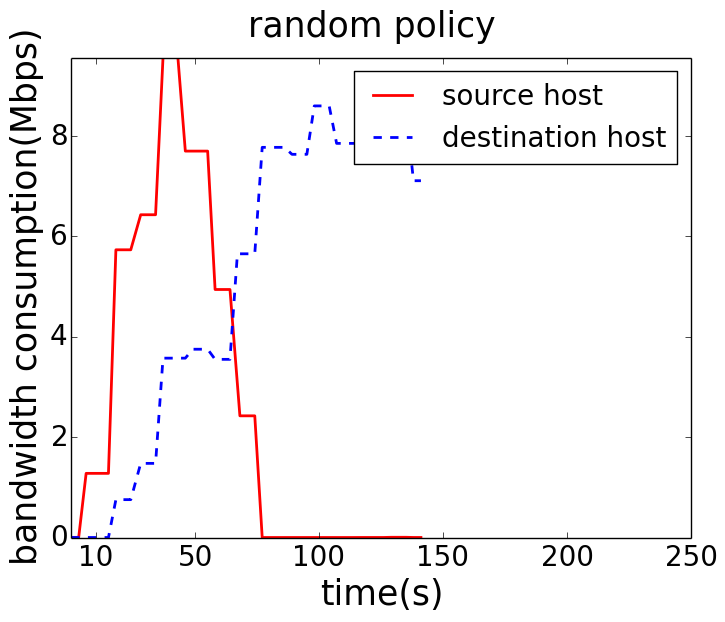 random policy
source host
destination host
bandwidth consumption(Mbps)
8
6
4
2
0
10 50 100 150 200 250
time(s)